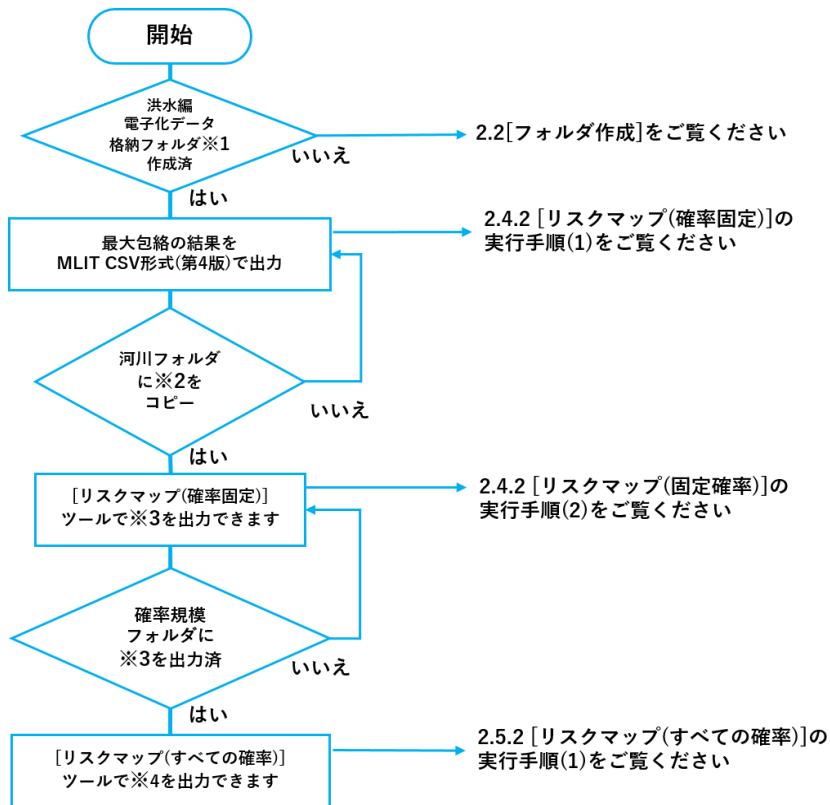 開始
洪水編
電子化データ
格納フォルダ※1
作成済
いいえ
2.2[フォルダ作成]をご覧ください
はい
最大包絡の結果を
MLIT CSV形式(第4版)で出力
2.4.2 [リスクマップ(確率固定)]の
実行手順(1)をご覧ください
河川フォルダ
に※2を
コピー
いいえ
はい
[リスクマップ(確率固定)]
ツールで※3を出力できます
2.4.2 [リスクマップ(固定確率)]の
実行手順(2)をご覧ください
確率規模
フォルダに
※3を出力済
いいえ
はい
[リスクマップ(すべての確率)]
ツールで※4を出力できます
2.5.2 [リスクマップ(すべての確率)]の
実行手順(1)をご覧ください